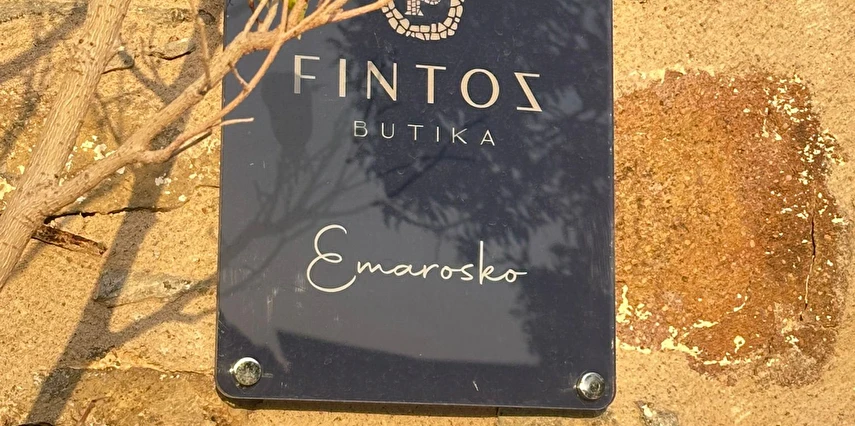 FINTOZ
BUTIKA
Emarosko